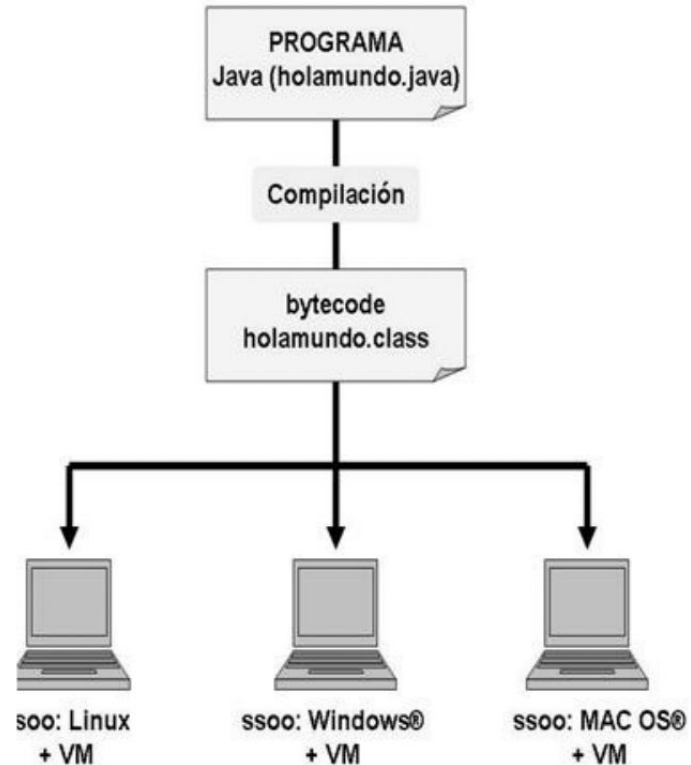 PROGRAMA
Java (holamundo.java)
Compilación
bytecode
holamundo.class
ssoo: Linux
+ VM
ssoo: Windows®
+ VM
ssoo: MAC OS®
+ VM